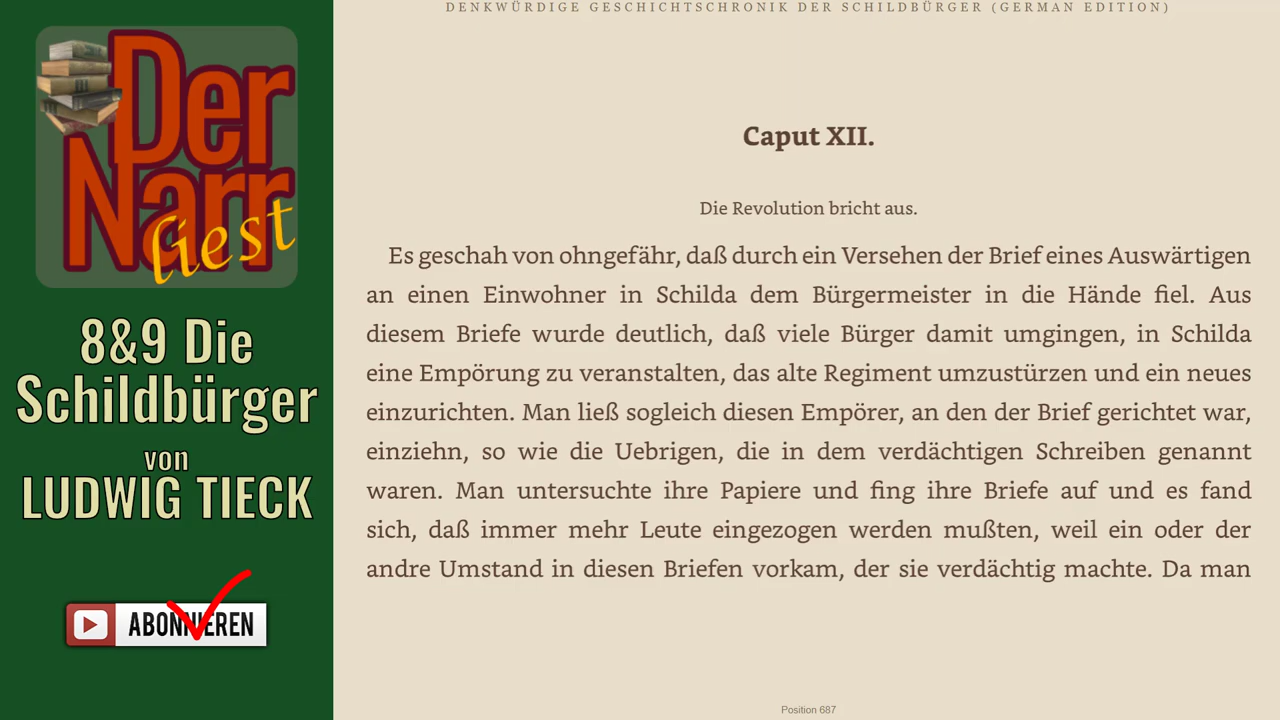 Der
Narr
liest
8&9 Die
Schildbürger
von
LUDWIG TIECK
ABONNIEREN
DENKWÜRDIGE GESCHICHTSCHRONIK DER SCHILDBÜRGER (GERMAN EDITION)
Caput XII.
Die Revolution bricht aus.
Es geschah von ohngefähr, daß durch ein Versehen der Brief eines Auswärtigen
an einen Einwohner in Schilda dem Bürgermeister in die Hände fiel. Aus
diesem Briefe wurde deutlich, daß viele Bürger damit umgingen, in Schilda
eine Empörung zu veranstalten, das alte Regiment umzustürzen und ein neues
einzurichten. Man ließ sogleich diesen Empörer, an den der Brief gerichtet war,
einziehn, so wie die Uebrigen, die in dem verdächtigen Schreiben genannt
waren. Man untersuchte ihre Papiere und fing ihre Briefe auf und es fand
sich, daß immer mehr Leute eingezogen werden mußten, weil ein oder der
andre Umstand in diesen Briefen vorkam, der sie verdächtig machte. Da man
Position 687